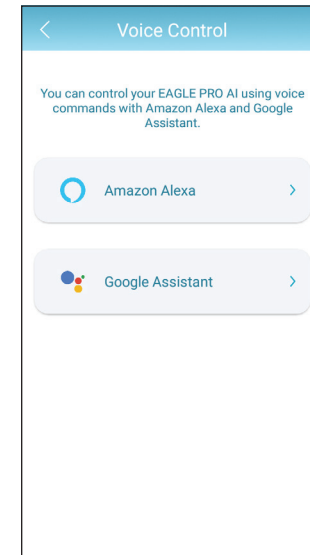 Voice Control
You can control your EAGLE PRO AI using voice
commands with Amazon Alexa and Google
Assistant.
Amazon Alexa
Google Assistant